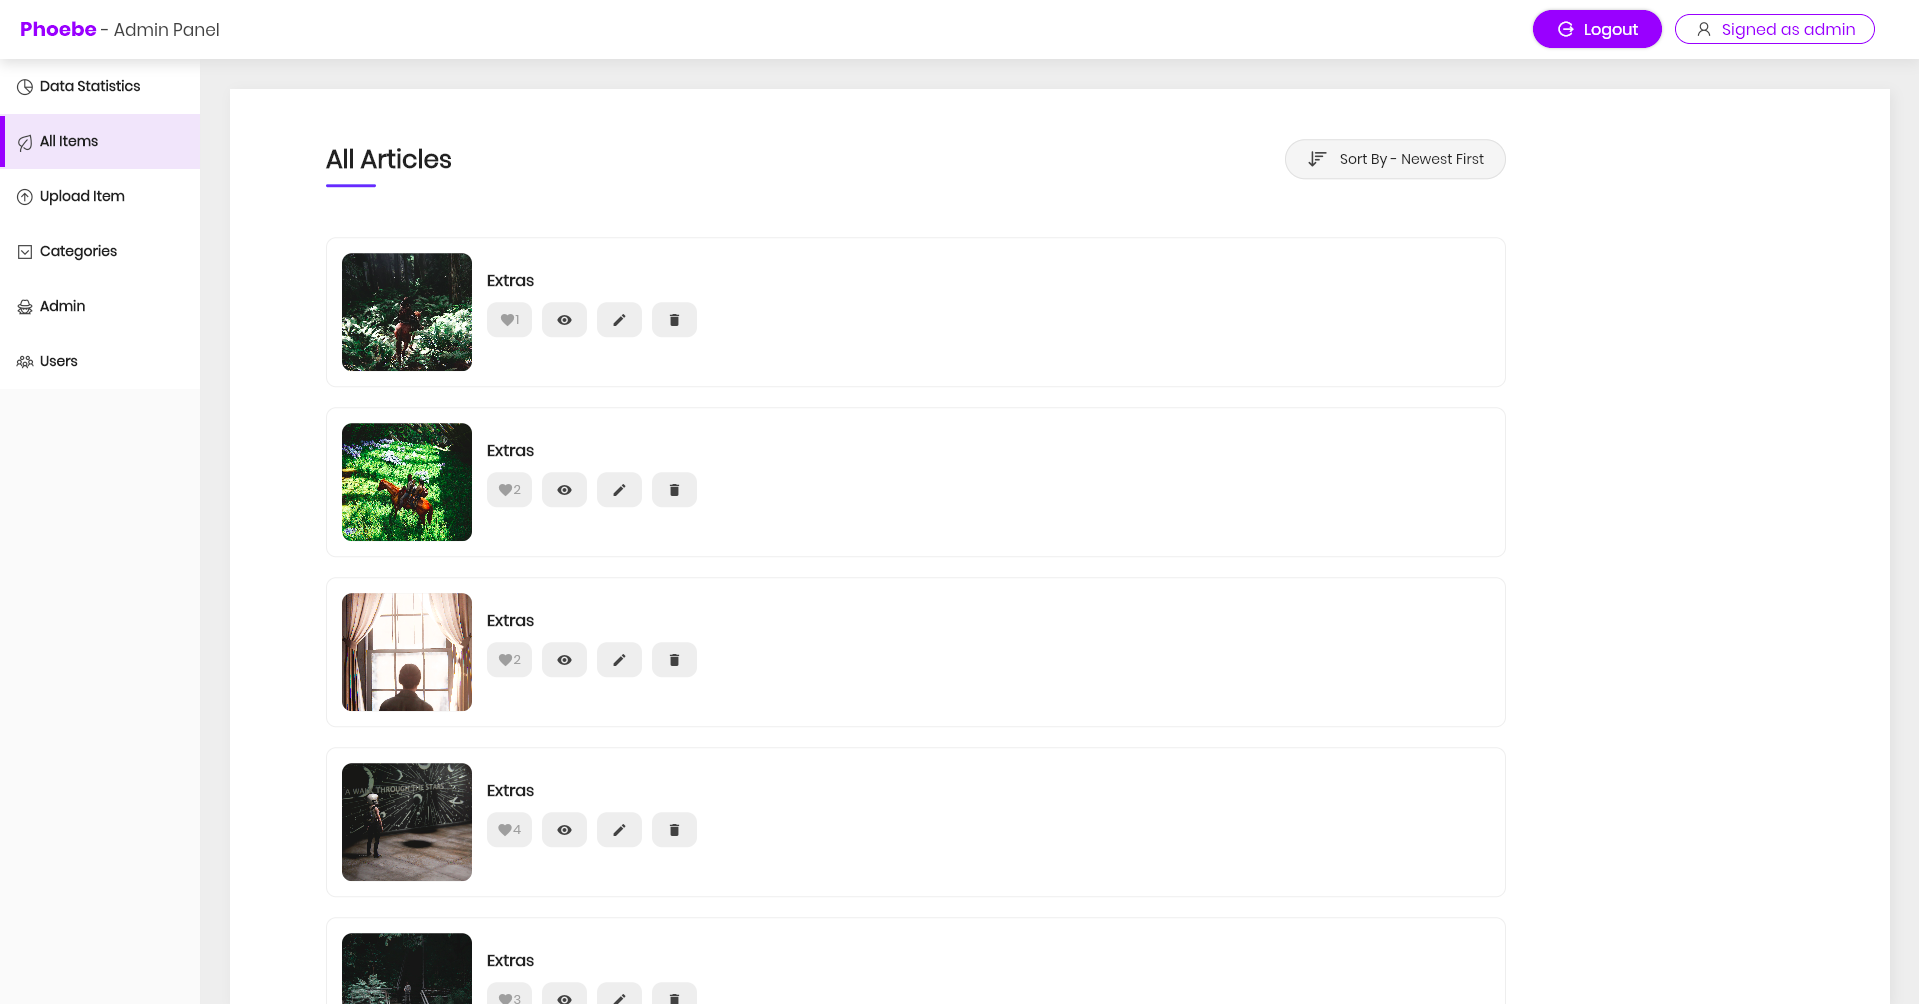 Phoebe - Admin Panel
Logout
Signed as admin
Data Statistics
All Items
Upload Item
Categories
Admin
Users
All Articles
Sort By - Newest First
Extras
1
Extras
2
Extras
2
A WALK THROUGH THE STARS
Extras
4
Extras
3